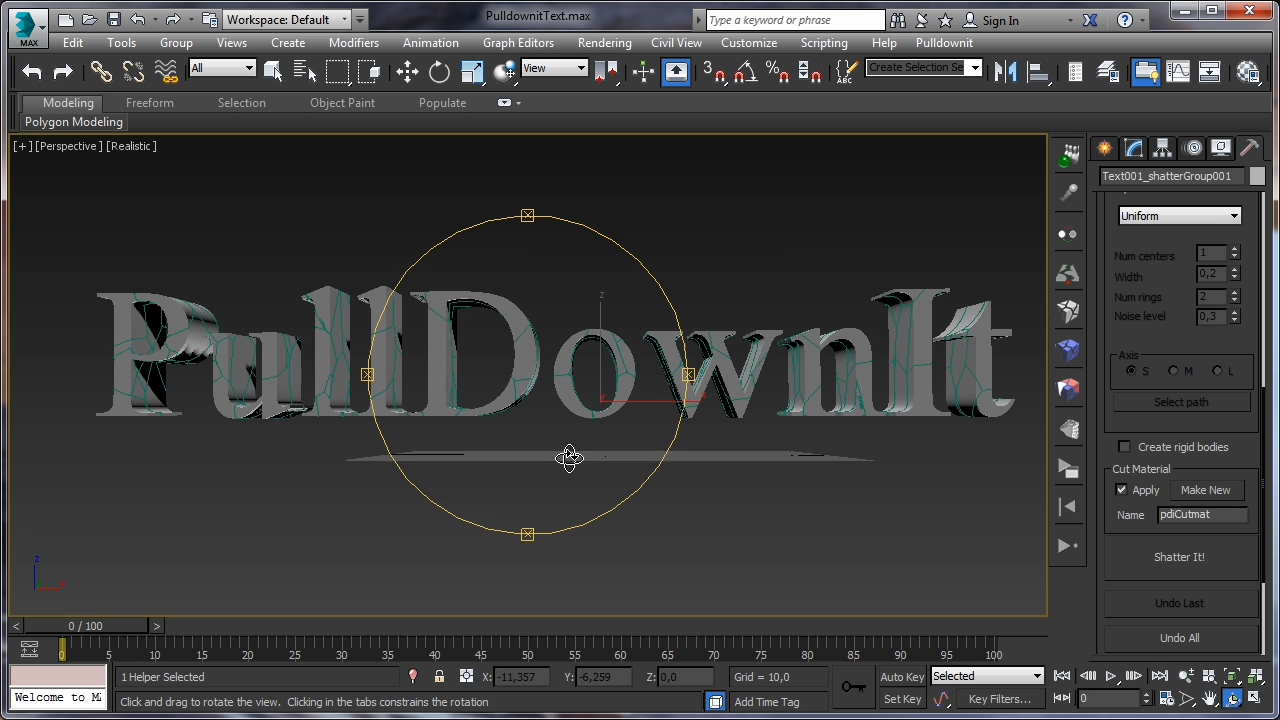 MAX
Workspace: Default
PulldownitText.max
Type a keyword or phrase
Sign In
Edit Tools Group Views Create Modifiers Animation Graph Editors Rendering Civil View Customize Scripting Help Pulldownit
All
View
3
ABC
Create Selection Se
Modeling Freeform Selection Object Paint Populate
Polygon Modeling
[+] [Perspective] [Realistic]
Text001_shatterGroup001
Uniform
Num centers 1
Width 0,2
Num rings 2
Noise level 0,3
Axis
S M L
Select path
Create rigid bodies
Cut Material
Apply Make New
Name pdiCutmat
Shatter It!
Undo Last
Undo All
z
PullDownIt
z
< 0 / 100 >
0 5 10 15 20 25 30 35 40 45 50 55 60 65 70 75 80 85 90 95 100
1 Helper Selected
X: -11,357 Y: -6,259 Z: 0,0
Grid = 10,0
Auto Key Selected
Welcome to MA
Click and drag to rotate the view. Clicking in the tabs constrains the rotation
Add Time Tag
Set Key Key Filters... 0